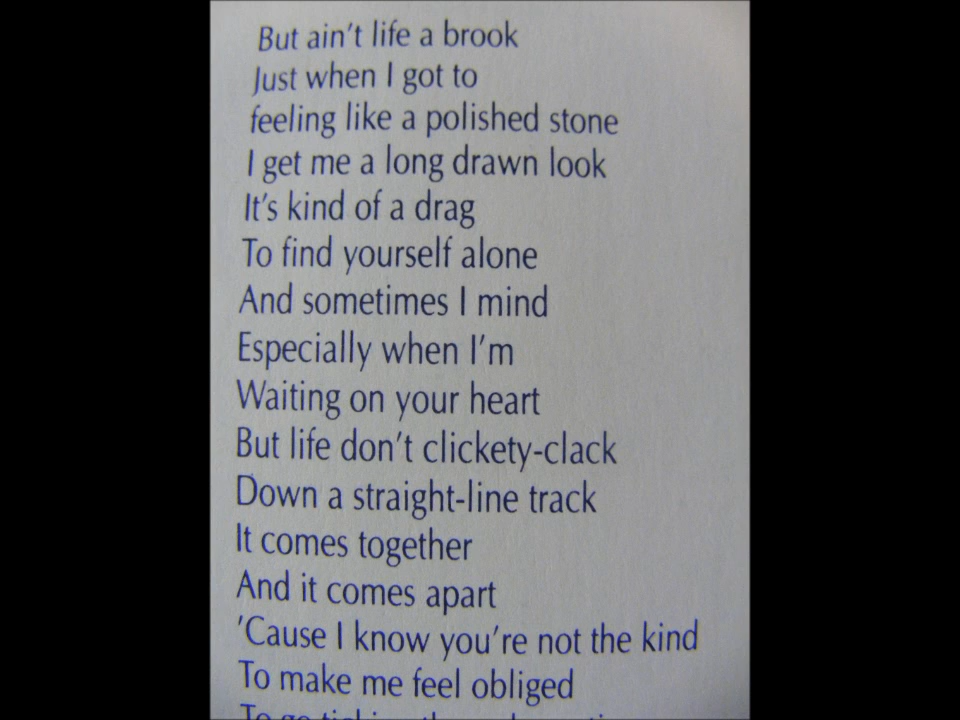 But ain't life a brook
Just when I got to
feeling like a polished stone
I get me a long drawn look
It's kind of a drag
To find yourself alone
And sometimes I mind
Especially when I'm
Waiting on your heart
But life don't clickety-clack
Down a straight-line track
It comes together
And it comes apart
'Cause I know you're not the kind
To make me feel obliged
To go